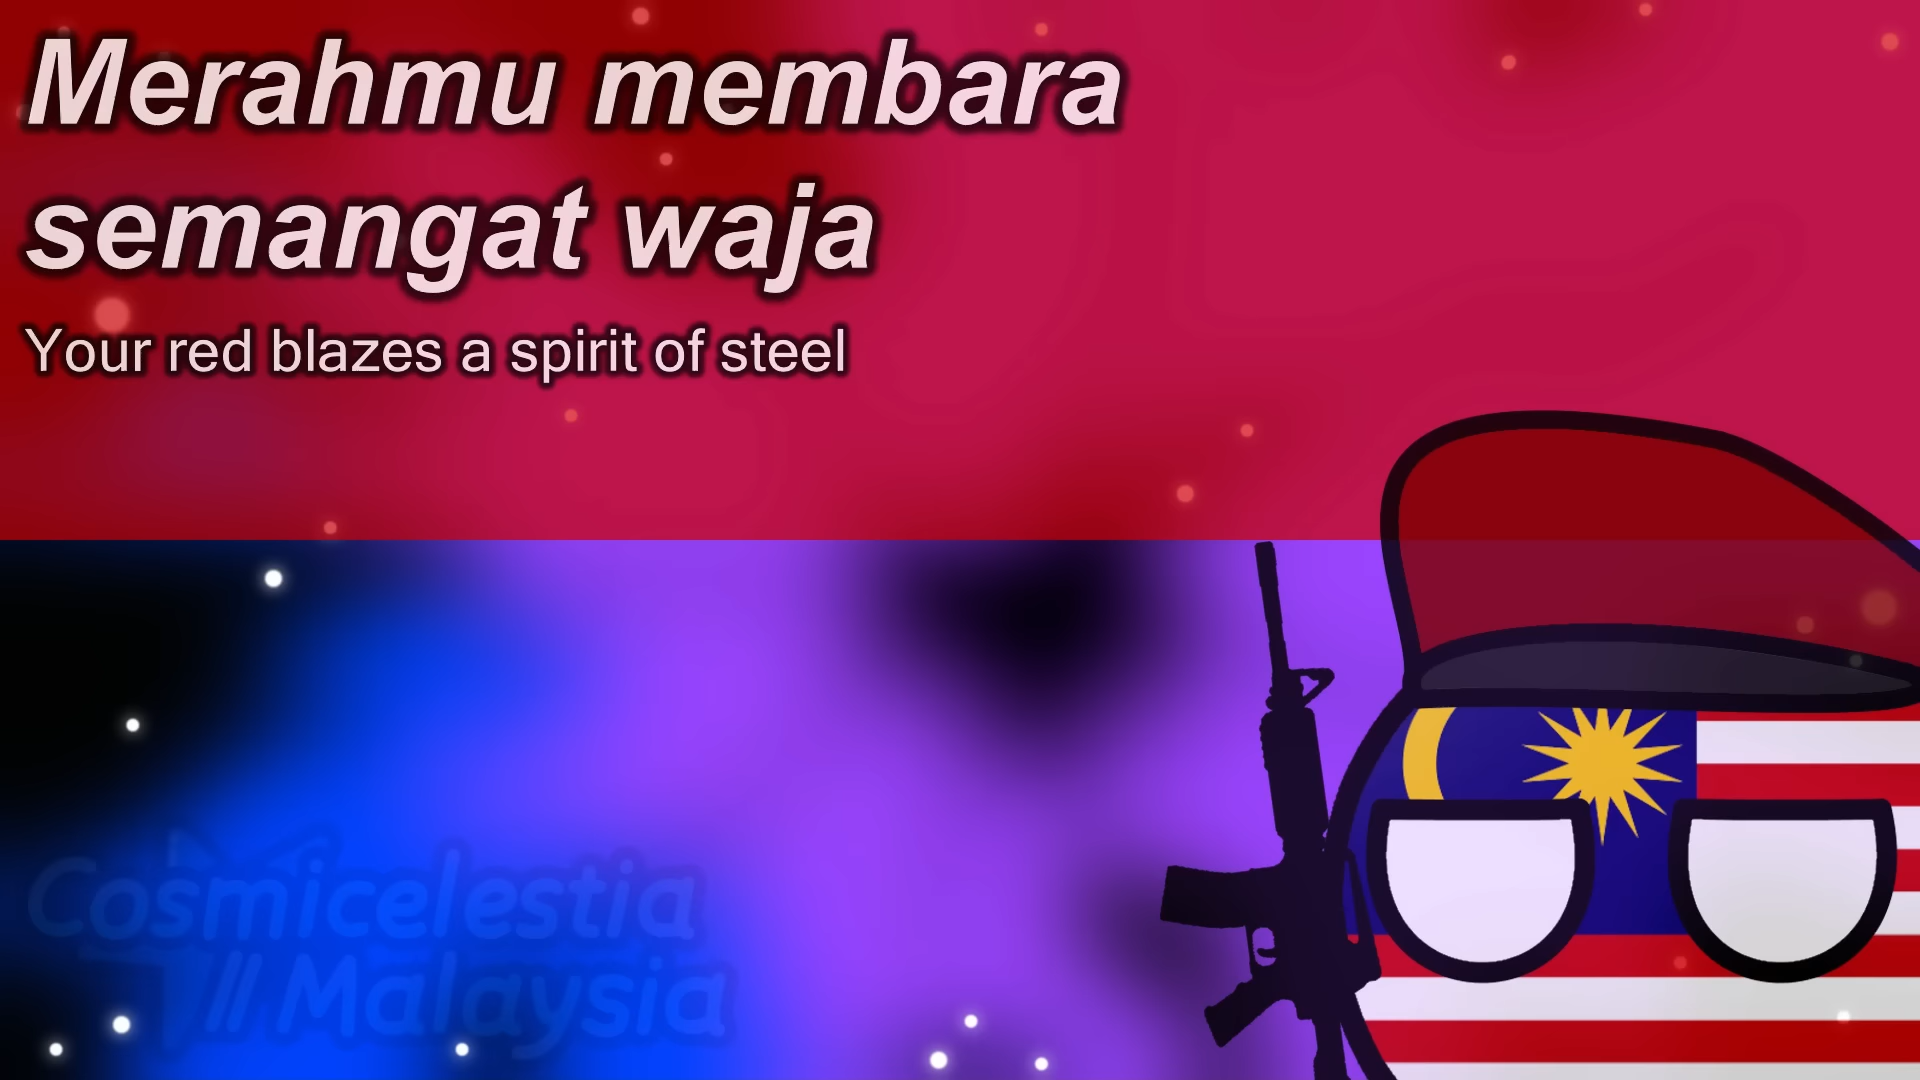 Merahmu membara
semangat waja
Your red blazes a spirit of steel
Cosmicelestia
Malaysia